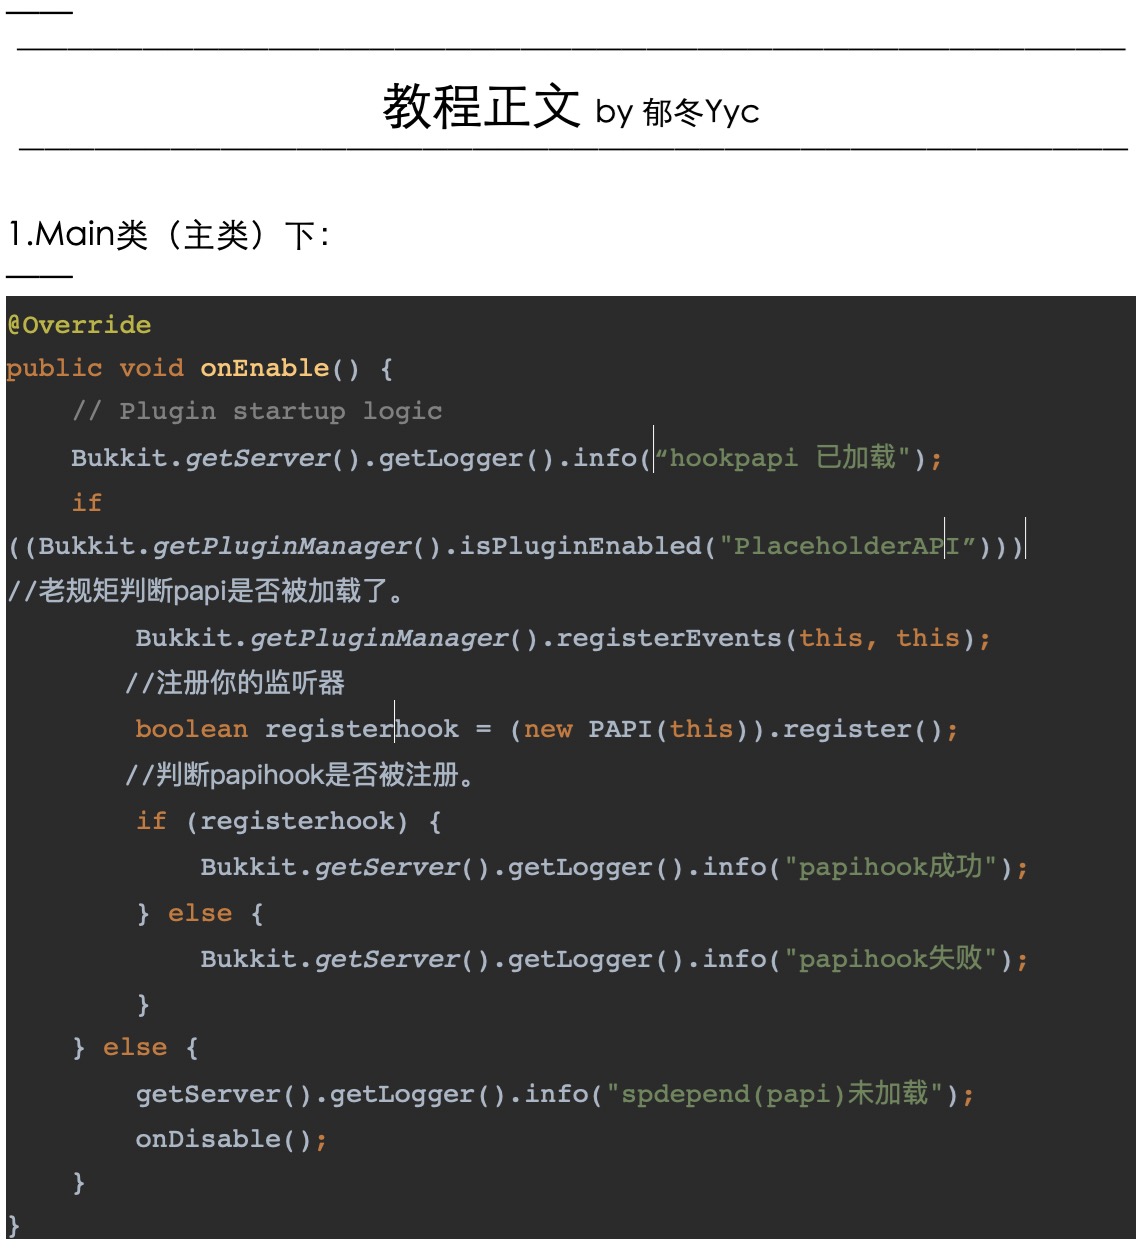 教程正文 by 郁冬Yyc
1.Main类（主类）下：
@Override
public void onEnable() {
// Plugin startup logic
Bukkit.getServer().getLogger().info(“hookpapi 已加载");
if
((Bukkit.getPluginManager().isPluginEnabled("PlaceholderAPI”)))
//老规矩判断papi是否被加载了。
Bukkit.getPluginManager().registerEvents(this, this);
//注册你的监听器
boolean registerhook = (new PAPI(this)).register();
//判断papihook是否被注册。
if (registerhook) {
Bukkit.getServer().getLogger().info("papihook成功");
} else {
Bukkit.getServer().getLogger().info("papihook失败");
}
} else {
getServer().getLogger().info("spdepend(papi)未加载");
onDisable();
}
}